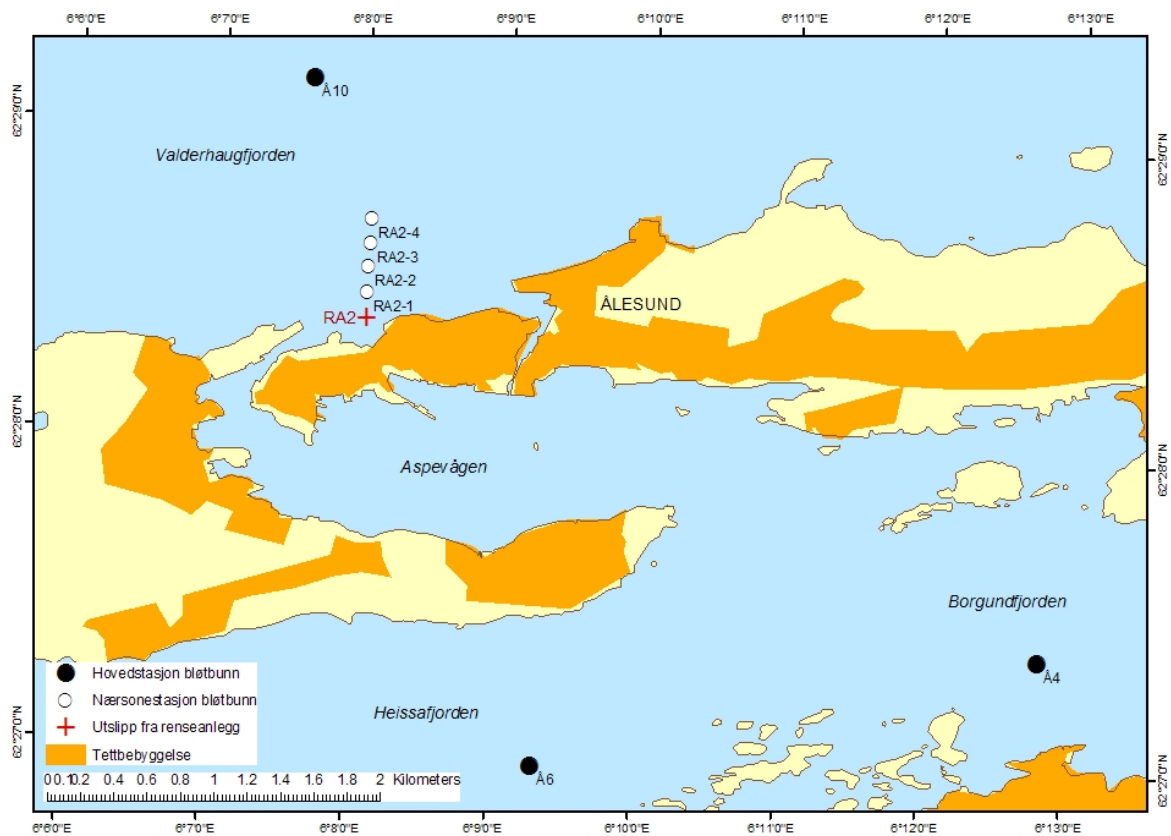 6°6'0"E 6°7'0"E 6°8'0"E 6°9'0"E 6°10'0"E 6°11'0"E 6°12'0"E 6°13'0"E
Å10
62°29'0"N
62°29'0"N
Valderhaugfjorden
RA2-4
RA2-3
RA2-2
RA2-1
RA2
ÅLESUND
62°28'0"N
62°28'0"N
Aspevågen
Borgundfjorden
Å4
Heissafjorden
62°27'0"N
62°27'0"N
Å6
Hovedstasjon bløtbunn
Nærsonestasjon bløtbunn
Utslipp fra renseanlegg
Tettbebyggelse
0 0.10.2 0.4 0.6 0.8 1 1.2 1.4 1.6 1.8 2 Kilometers
6°6'0"E 6°7'0"E 6°8'0"E 6°9'0"E 6°10'0"E 6°11'0"E 6°12'0"E 6°13'0"E